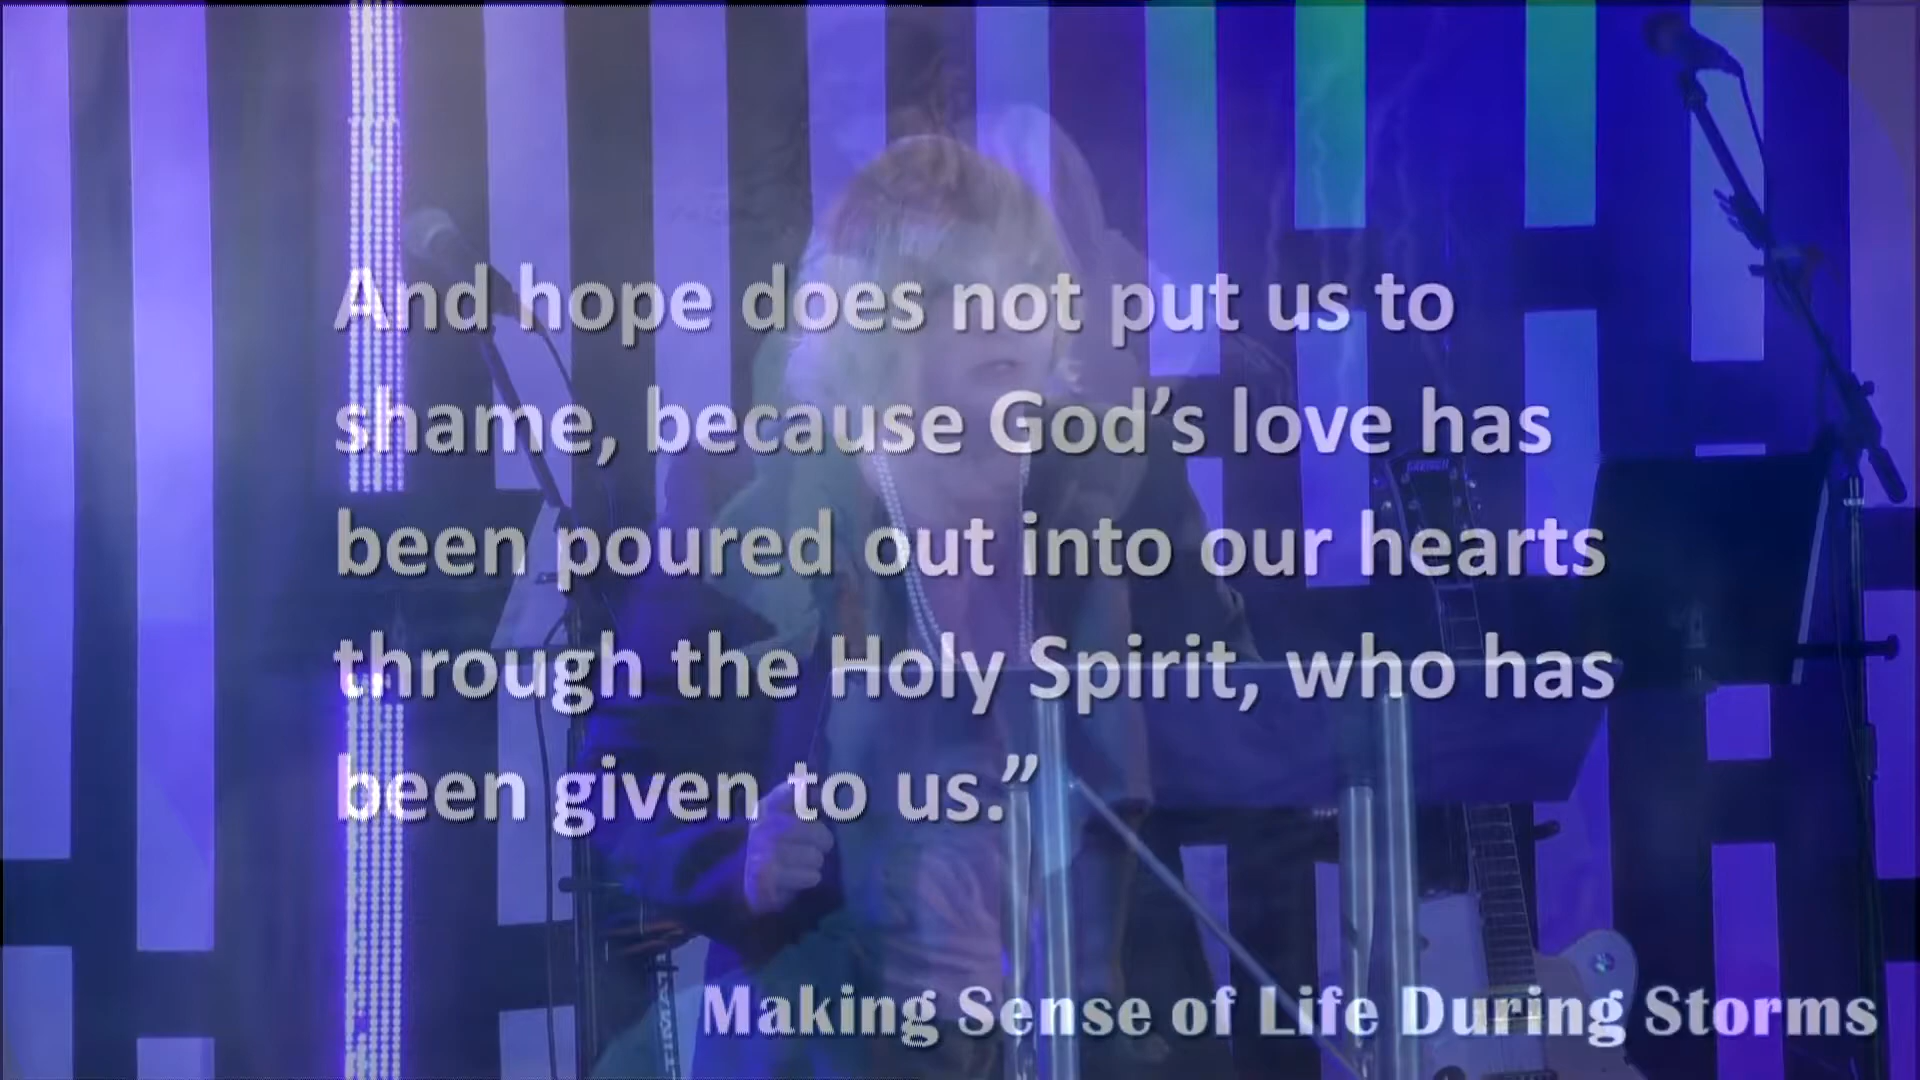 And hope does not put us to
shame, because God’s love has
been poured out into our hearts
through the Holy Spirit, who has
been given to us.”
Making Sense of Life During Storms